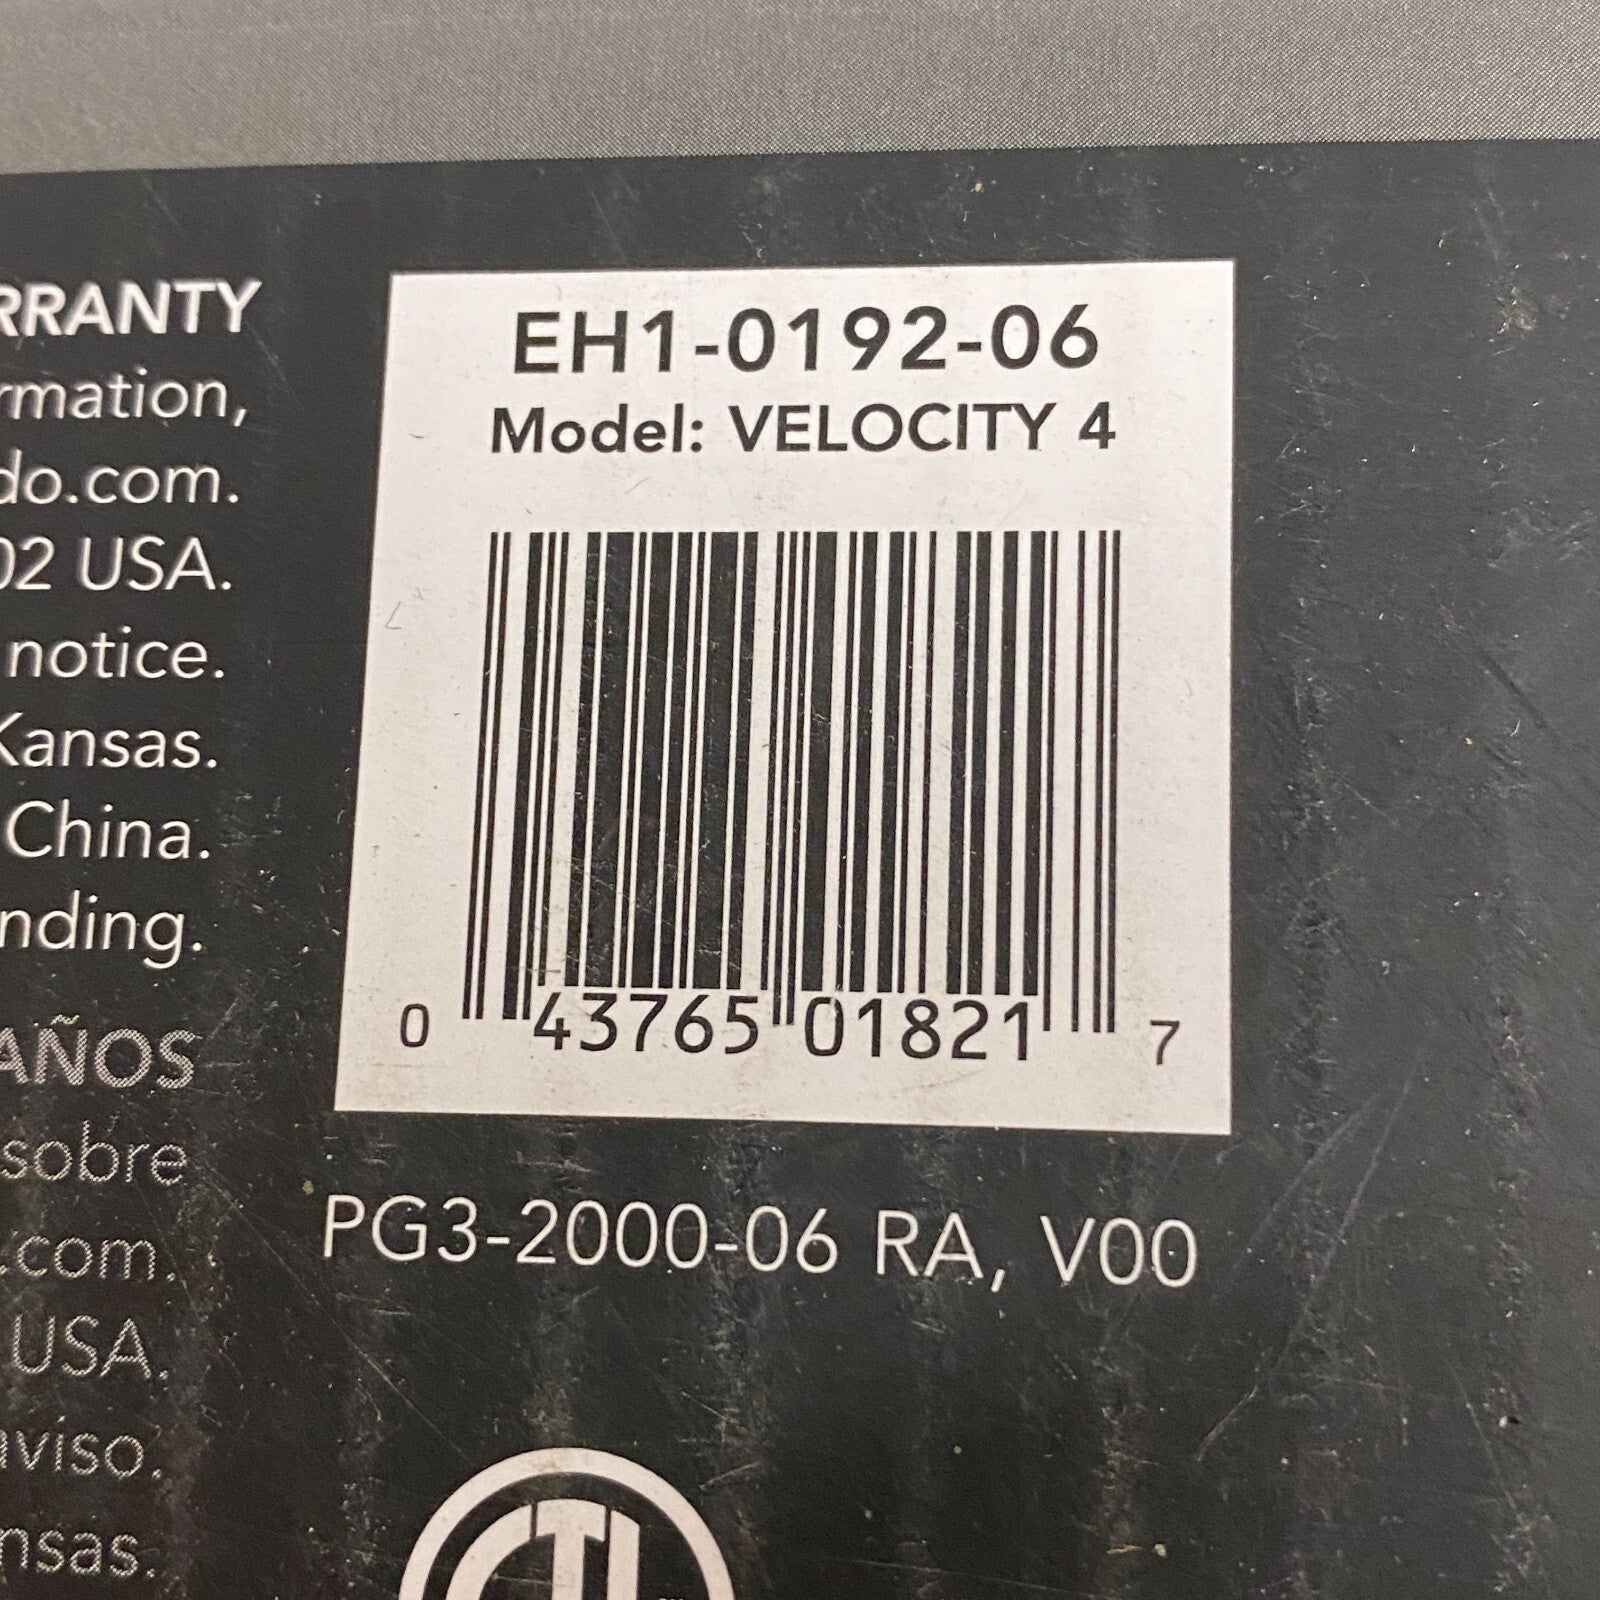 RRANTY
rmation,
do.com.
02 USA.
notice.
Kansas.
China.
nding.
AÑOS
sobre
.com.
USA.
aviso.
nsas.
EH1-0192-06
Model: VELOCITY 4
0 43765 01821 7
PG3-2000-06 RA, V00